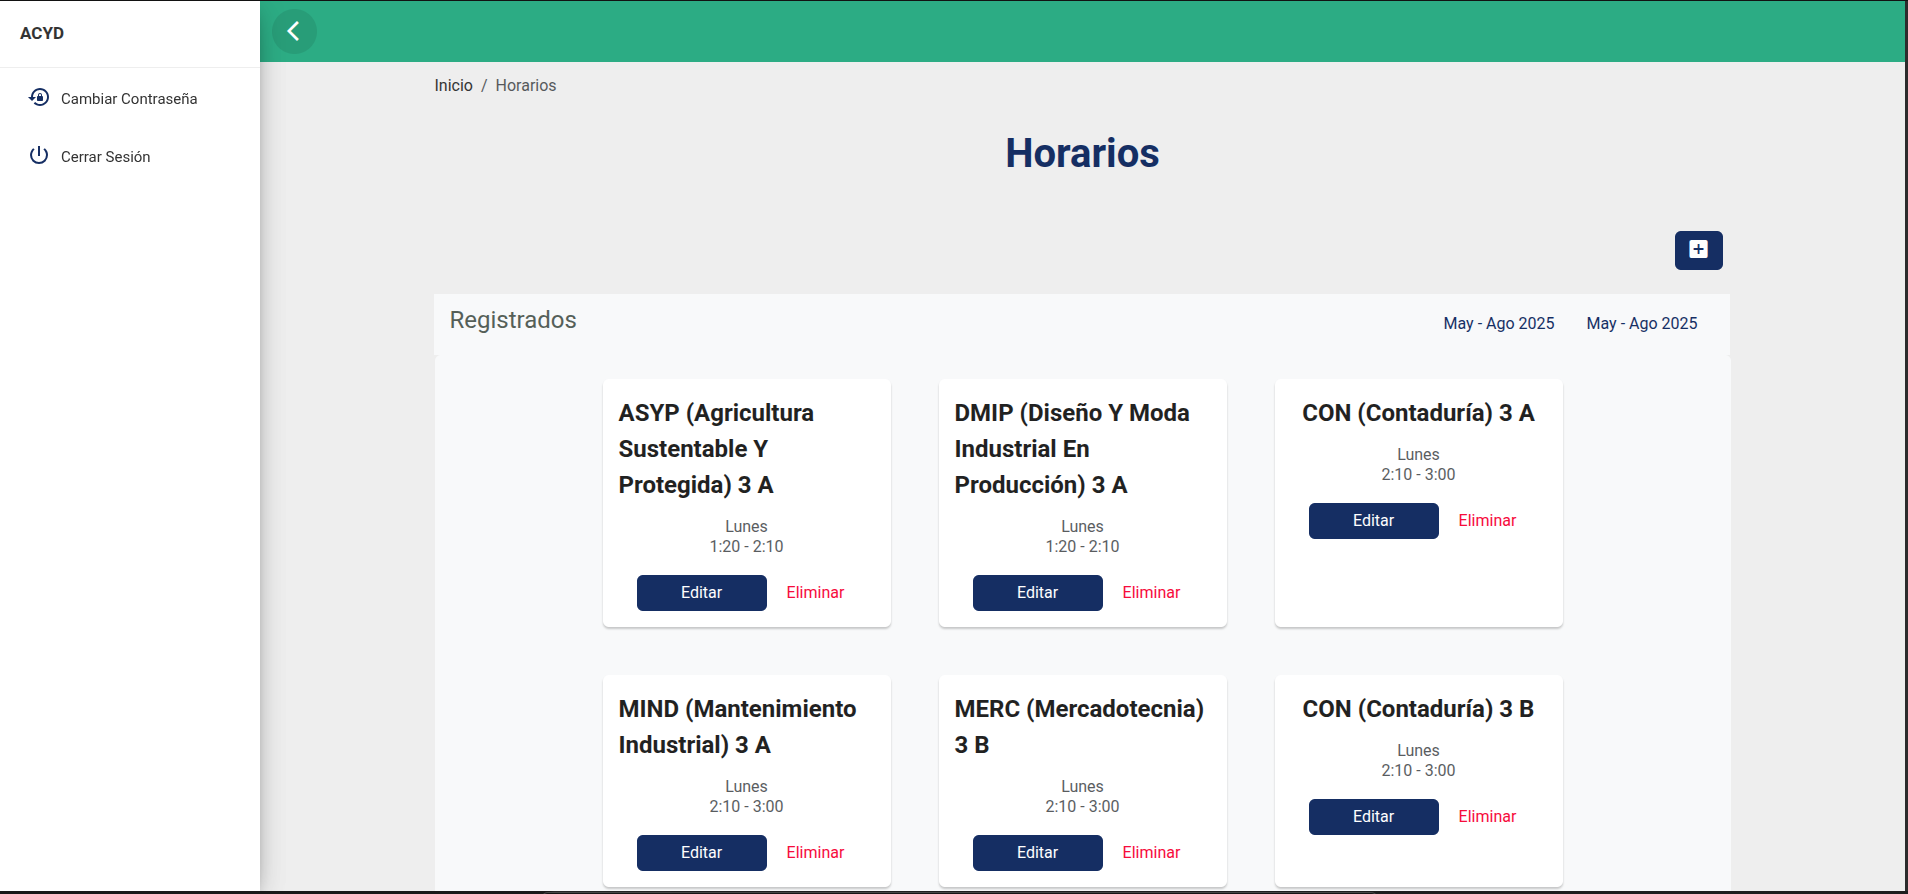 ACYD
Cambiar Contraseña
Cerrar Sesión
Inicio / Horarios
Horarios
Registrados
May - Ago 2025 May - Ago 2025
ASYP (Agricultura
Sustentable Y
Protegida) 3 A
Lunes
1:20 - 2:10
Editar Eliminar
DMIP (Diseño Y Moda
Industrial En
Producción) 3 A
Lunes
1:20 - 2:10
Editar Eliminar
CON (Contaduría) 3 A
Lunes
2:10 - 3:00
Editar Eliminar
MIND (Mantenimiento
Industrial) 3 A
Lunes
2:10 - 3:00
Editar Eliminar
MERC (Mercadotecnia)
3 B
Lunes
2:10 - 3:00
Editar Eliminar
CON (Contaduría) 3 B
Lunes
2:10 - 3:00
Editar Eliminar